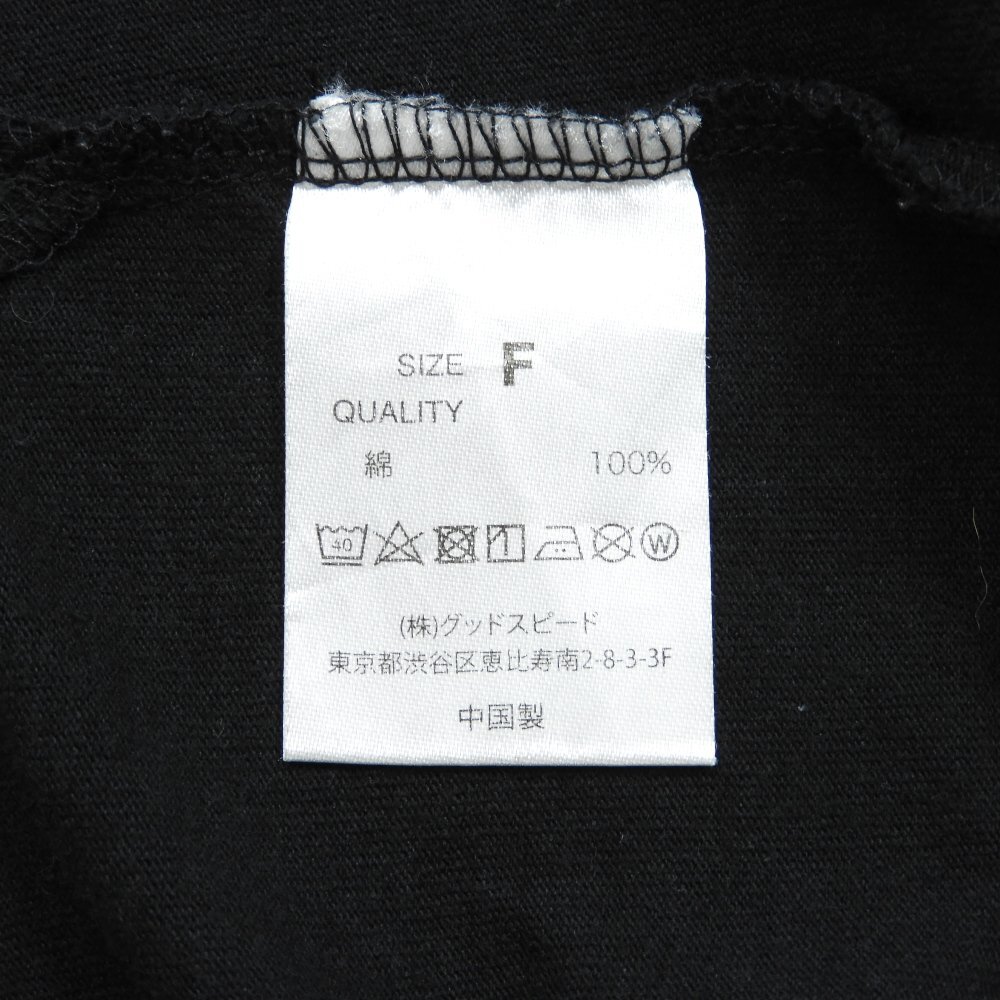 SIZE F
QUALITY
綿 100%
40 W
(株)グッドスピード
東京都渋谷区恵比寿南2-8-3-3F
中国製